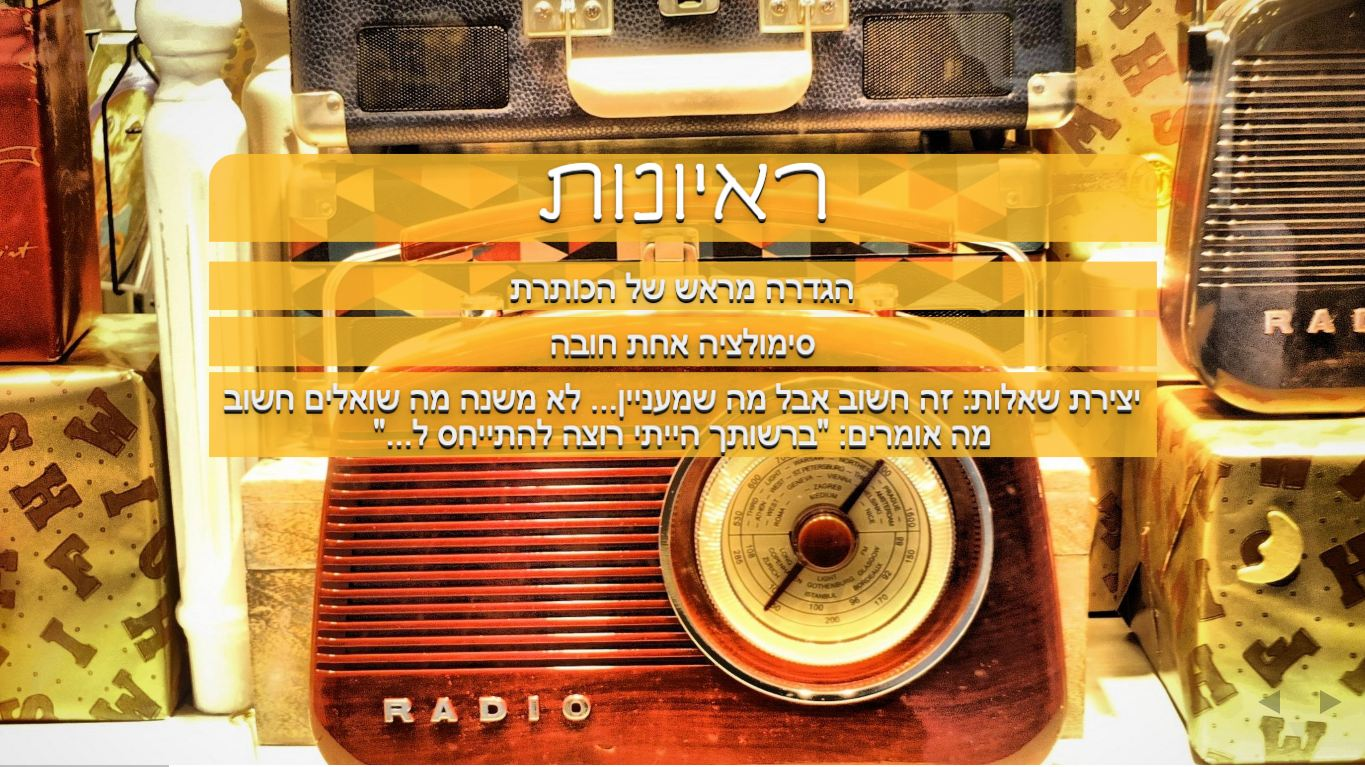 ראיונות
הגדרה מראש של הכותרת
סימולציה אחת חובה
יצירת שאלות: זה חשוב אבל מה שמעניין... לא משנה מה שואלים חשוב
מה אומרים: "ברשותך הייתי רוצה להתייחס ל..."
RADIO